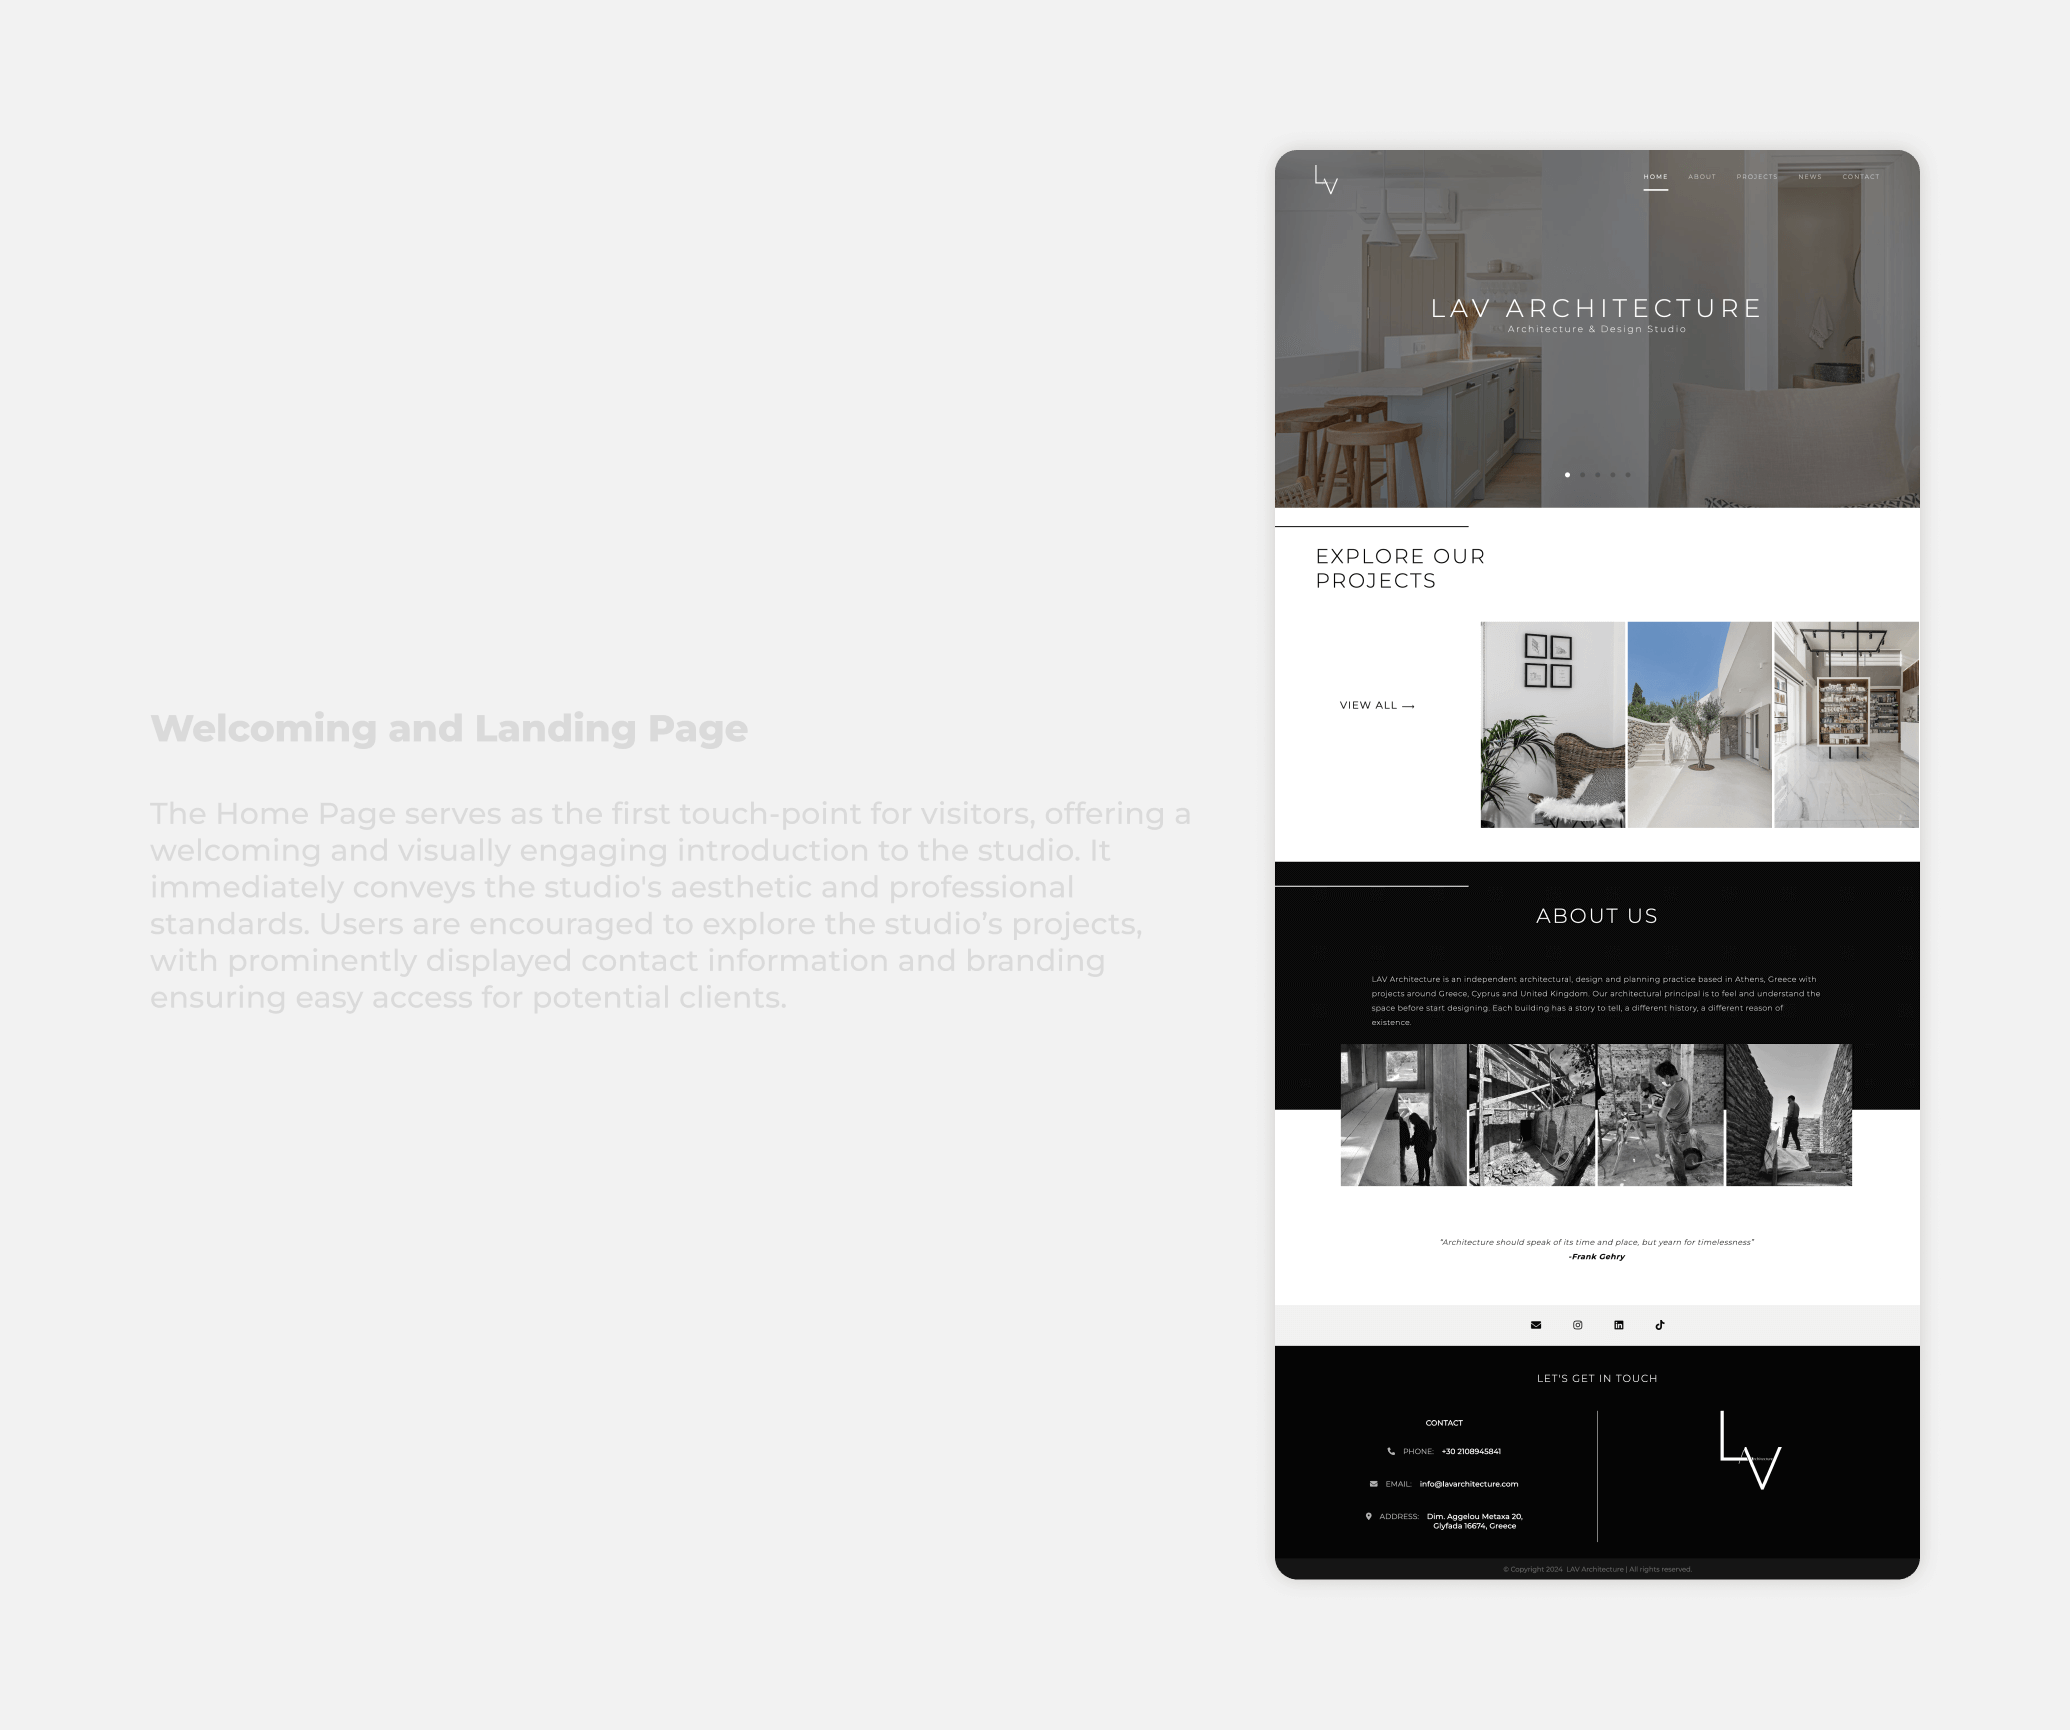 Welcoming and Landing Page
The Home Page serves as the first touch-point for visitors, offering a
welcoming and visually engaging introduction to the studio. It
immediately conveys the studio's aesthetic and professional
standards. Users are encouraged to explore the studio’s projects,
with prominently displayed contact information and branding
ensuring easy access for potential clients.
LV
HOME ABOUT PROJECTS NEWS CONTACT
LAV ARCHITECTURE
Architecture & Design Studio
EXPLORE OUR
PROJECTS
VIEW ALL ⟶
ABOUT US
LAV Architecture is an independent architectural, design and planning practice based in Athens, Greece with
projects around Greece, Cyprus and United Kingdom. Our architectural principal is to feel and understand the
space before start designing. Each building has a story to tell, a different history, a different reason of
existence.
“Architecture should speak of its time and place, but yearn for timelessness”
-Frank Gehry
LET'S GET IN TOUCH
CONTACT
PHONE: +30 2108945841
EMAIL: info@lavarchitecture.com
ADDRESS: Dim. Aggelou Metaxa 20,
Glyfada 16674, Greece
LV
© Copyright 2024 LAV Architecture | All rights reserved.